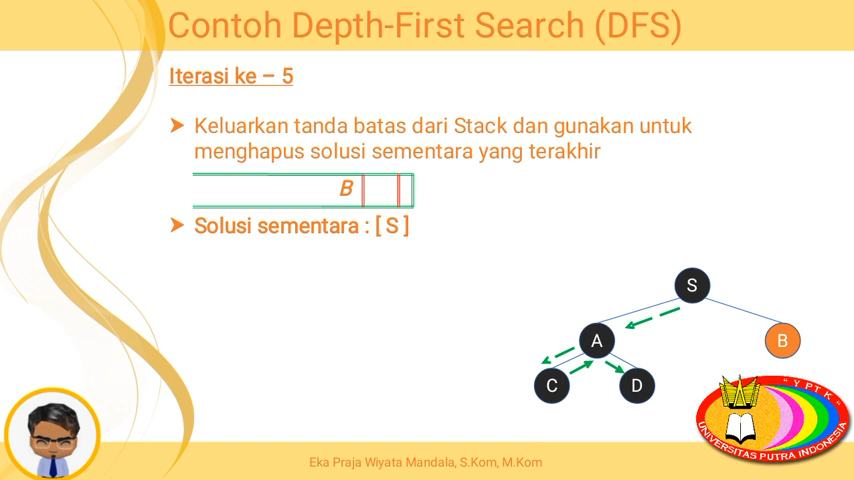 Contoh Depth-First Search (DFS)
Iterasi ke – 5
➤ Keluarkan tanda batas dari Stack dan gunakan untuk
menghapus solusi sementara yang terakhir
B
➤ Solusi sementara : [ S ]
S
A
B
C
D
" Y P T K "
UNIVERSITAS PUTRA INDONESIA
Eka Praja Wiyata Mandala, S.Kom, M.Kom